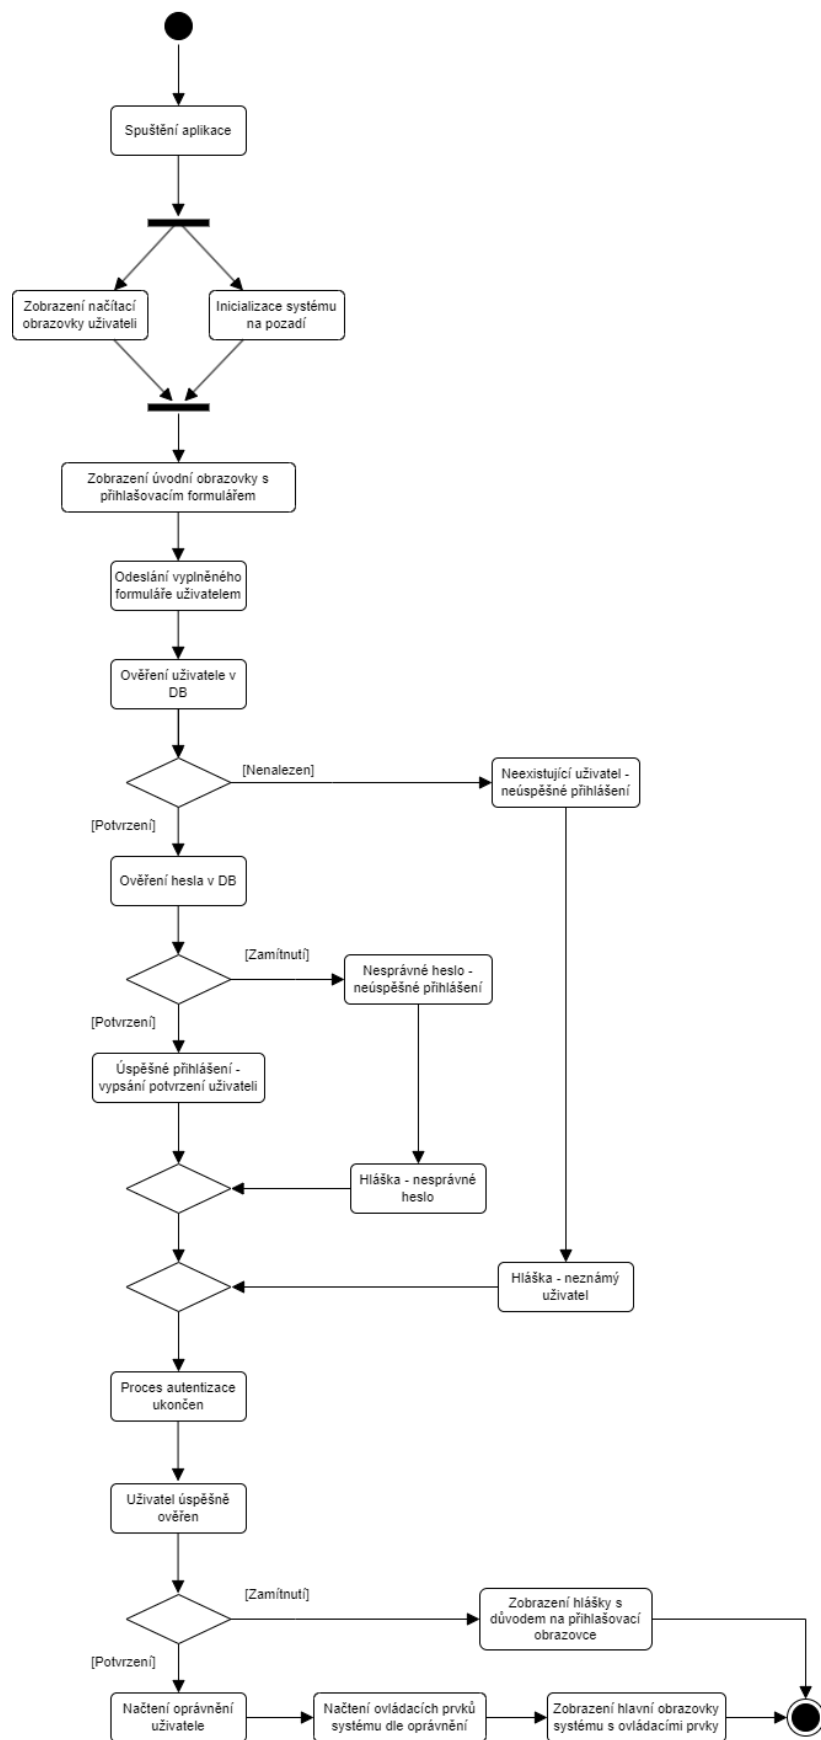 Spuštění aplikace
Zobrazení načítací
obrazovky uživateli
Inicializace systému
na pozadí
Zobrazení úvodní obrazovky s
přihlašovacím formulářem
Odeslání vyplněného
formuláře uživatelem
Ověření uživatele v
DB
[Nenalezen]
Neexistující uživatel -
neúspěšné přihlášení
[Potvrzení]
Ověření hesla v DB
[Zamítnutí]
Nesprávné heslo -
neúspěšné přihlášení
[Potvrzení]
Úspěšné přihlášení -
vypsání potvrzení uživateli
Hláška - nesprávné
heslo
Hláška - neznámý
uživatel
Proces autentizace
ukončen
Uživatel úspěšně
ověřen
[Zamítnutí]
Zobrazení hlášky s
důvodem na přihlašovací
obrazovce
[Potvrzení]
Načtení oprávnění
uživatele
Načtení ovládacích prvků
systému dle oprávnění
Zobrazení hlavní obrazovky
systému s ovládacími prvky